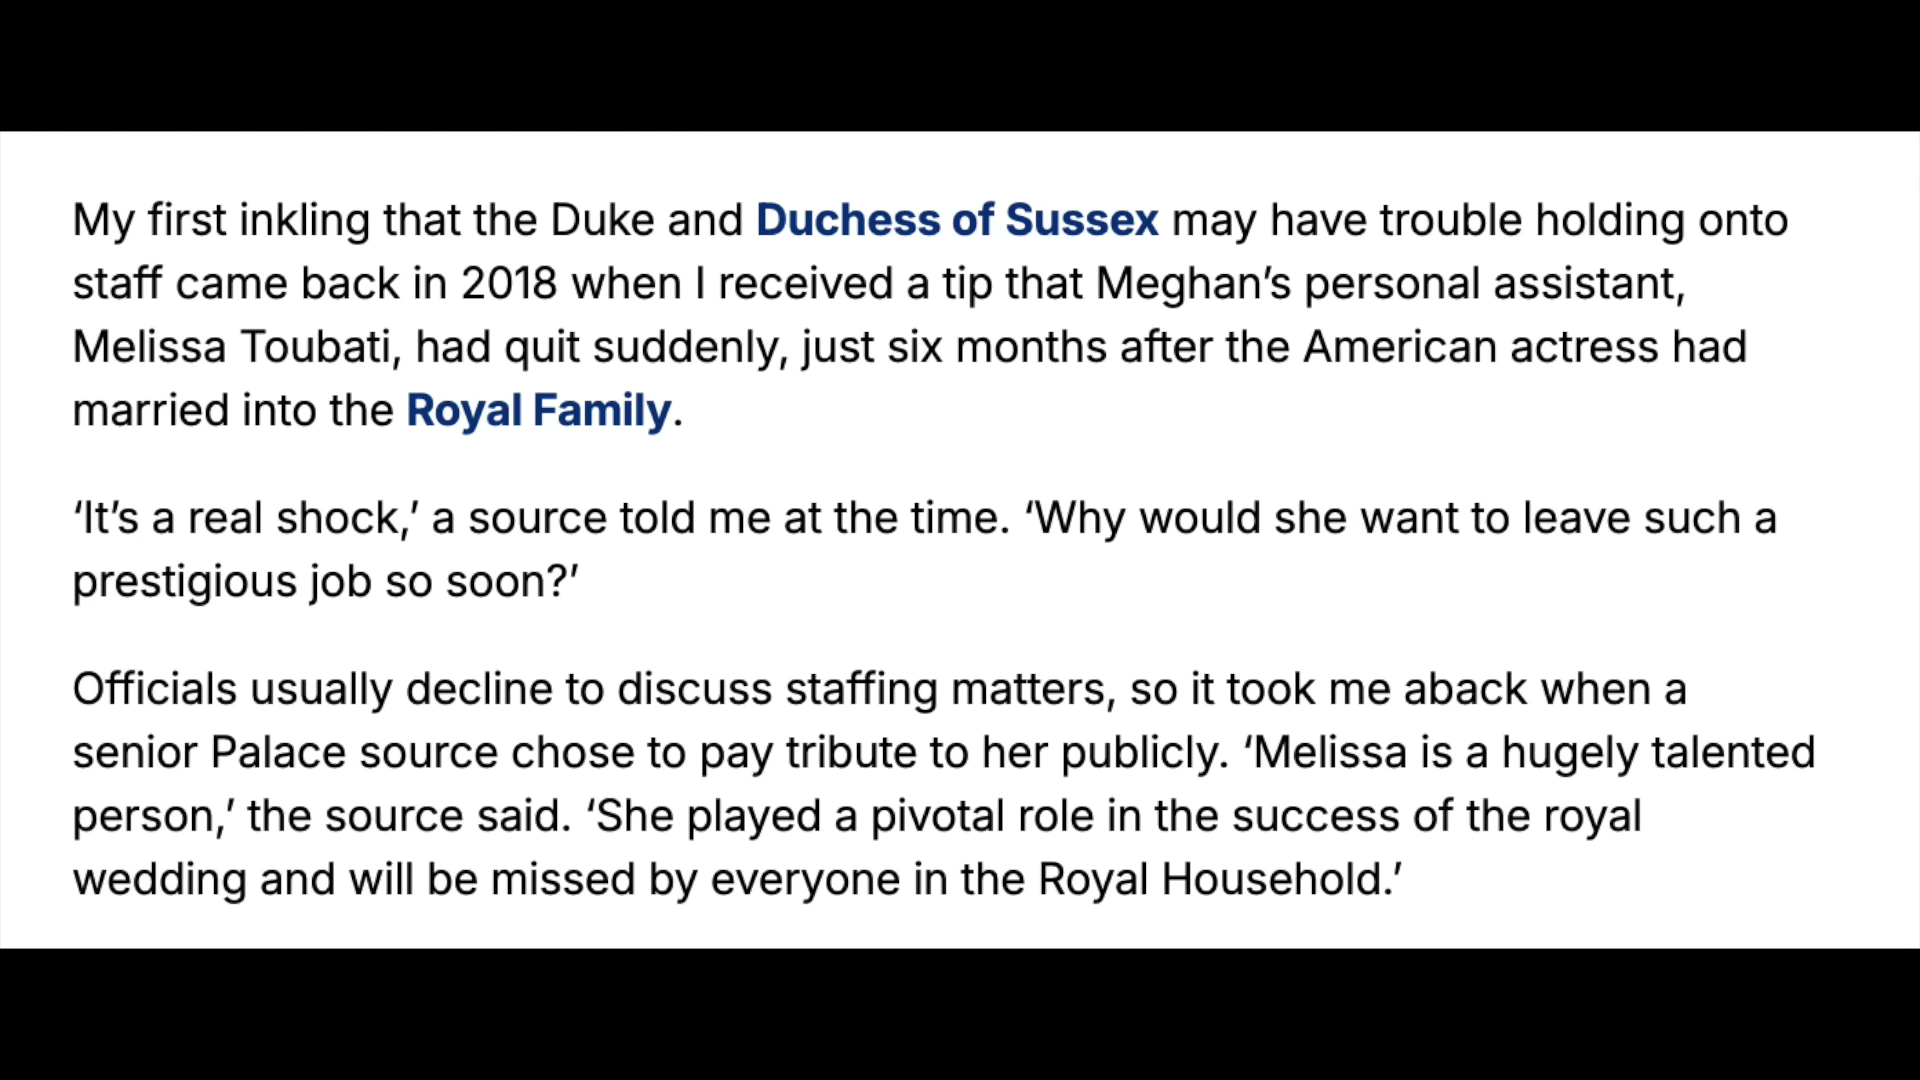 My first inkling that the Duke and Duchess of Sussex may have trouble holding onto
staff came back in 2018 when I received a tip that Meghan’s personal assistant,
Melissa Toubati, had quit suddenly, just six months after the American actress had
married into the Royal Family.
‘It’s a real shock,’ a source told me at the time. ‘Why would she want to leave such a
prestigious job so soon?’
Officials usually decline to discuss staffing matters, so it took me aback when a
senior Palace source chose to pay tribute to her publicly. ‘Melissa is a hugely talented
person,’ the source said. ‘She played a pivotal role in the success of the royal
wedding and will be missed by everyone in the Royal Household.’